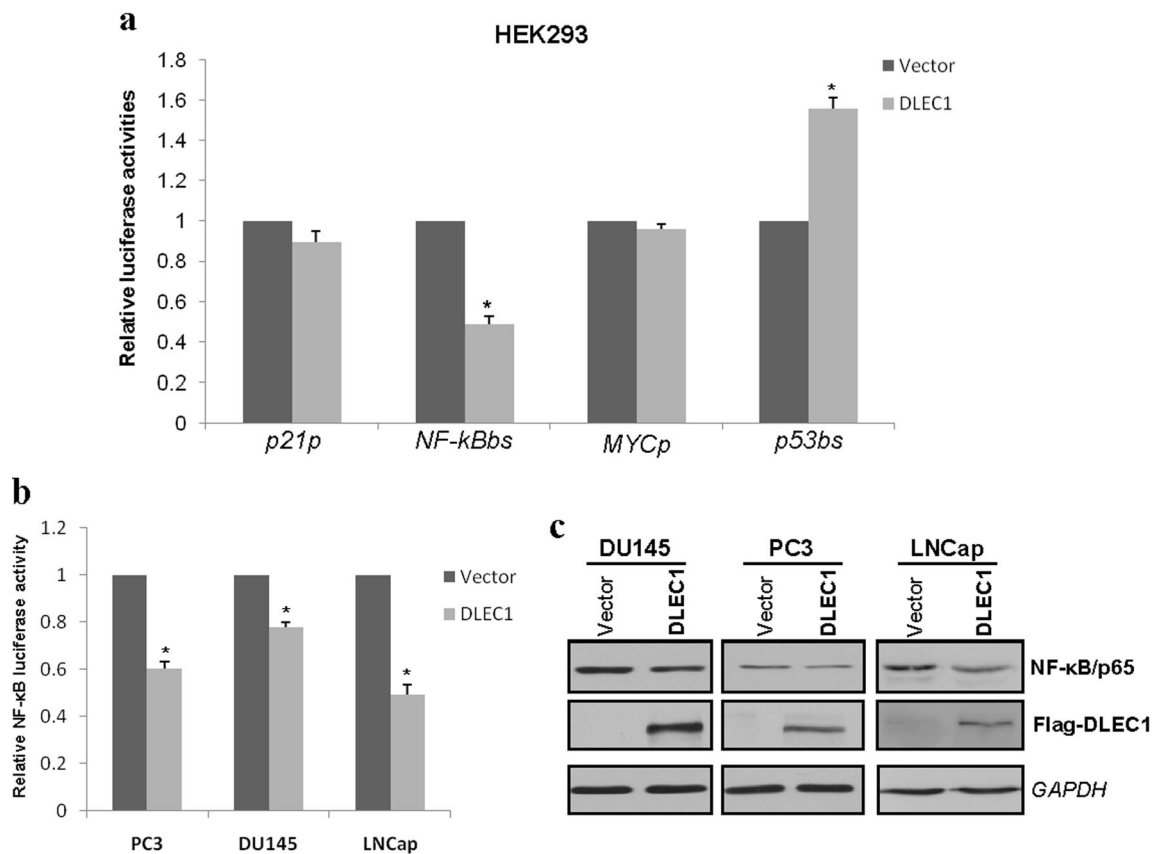 a
HEK293
Relative luciferase activities
1.8
1.6
1.4
1.2
1
0.8
0.6
0.4
0.2
0
*
*
p21p NF-kBbs MYCp p53bs
Vector
DLEC1
b
Relative NF-κB luciferase activity
1.2
1
0.8
0.6
0.4
0.2
0
*
*
*
PC3 DU145 LNCap
Vector
DLEC1
c
DU145 PC3 LNCap
Vector DLEC1 Vector DLEC1 Vector DLEC1
NF-κB/p65
Flag-DLEC1
GAPDH